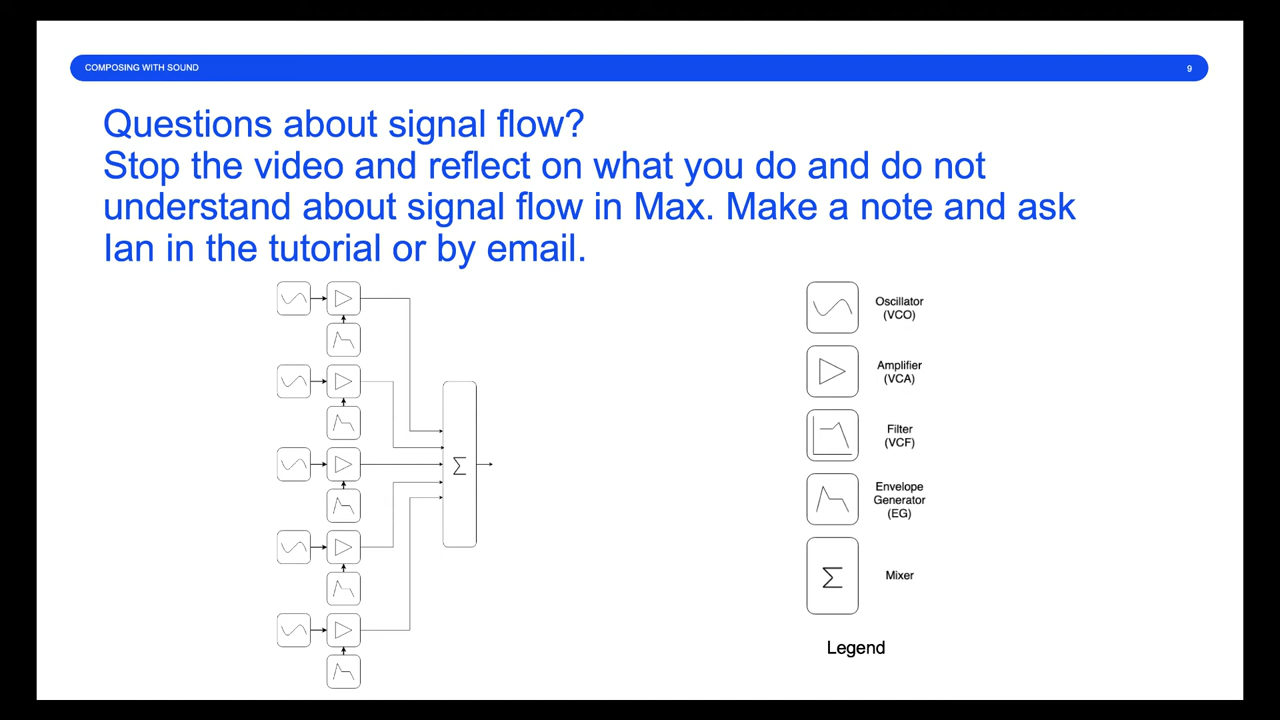 COMPOSING WITH SOUND
9
Questions about signal flow?
Stop the video and reflect on what you do and do not
understand about signal flow in Max. Make a note and ask
Ian in the tutorial or by email.
Σ
Oscillator
(VCO)
Amplifier
(VCA)
Filter
(VCF)
Envelope
Generator
(EG)
Σ
Mixer
Legend